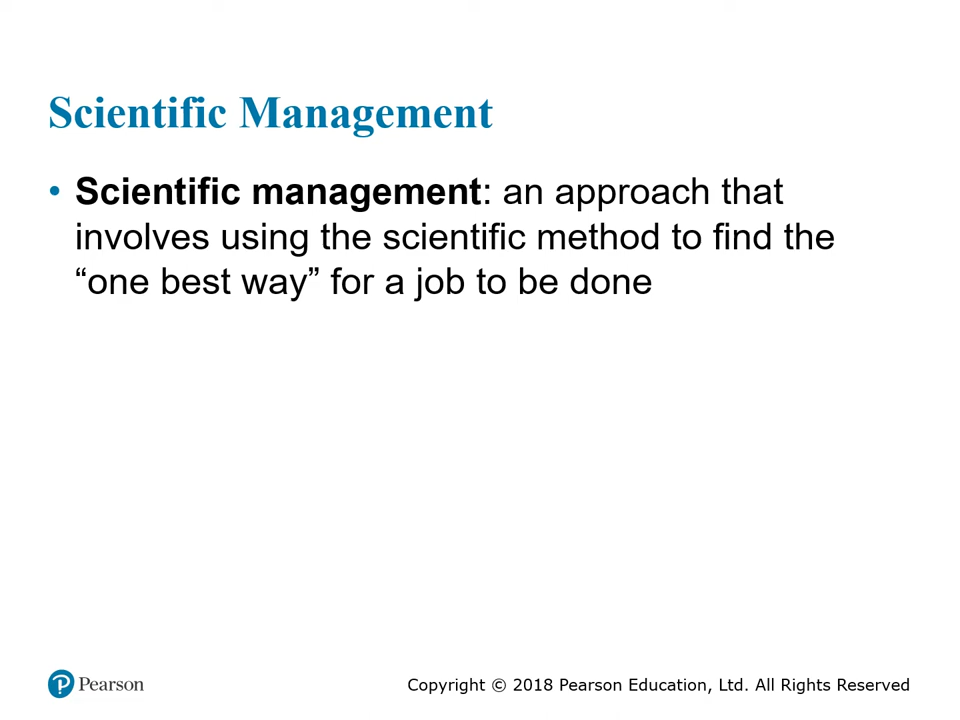 Scientific Management
• Scientific management: an approach that
involves using the scientific method to find the
“one best way” for a job to be done
Pearson
Copyright © 2018 Pearson Education, Ltd. All Rights Reserved